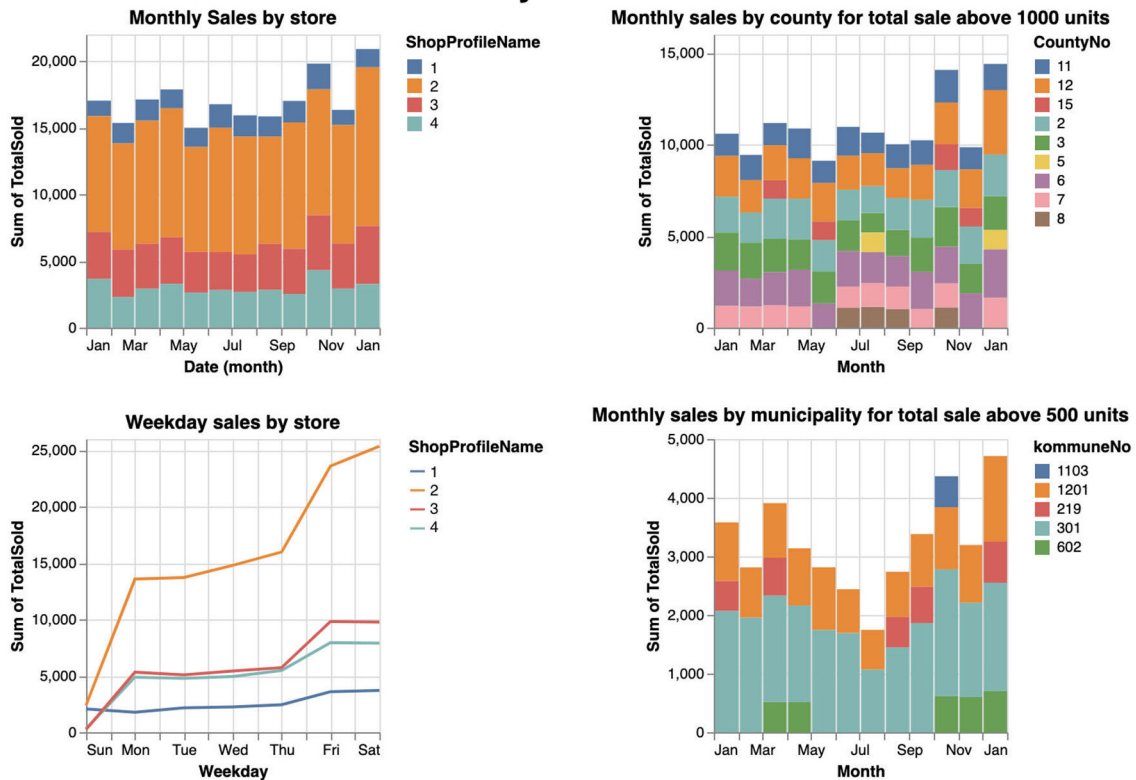 Monthly Sales by store
Sum of TotalSold
20,000
15,000
10,000
5,000
0
Jan Mar May Jul Sep Nov Jan
Date (month)
ShopProfileName
1
2
3
4
Monthly sales by county for total sale above 1000 units
Sum of TotalSold
15,000
10,000
5,000
0
Jan Mar May Jul Sep Nov Jan
Month
CountyNo
11
12
15
2
3
5
6
7
8
Weekday sales by store
Sum of TotalSold
25,000
20,000
15,000
10,000
5,000
0
Sun Mon Tue Wed Thu Fri Sat
Weekday
ShopProfileName
1
2
3
4
Monthly sales by municipality for total sale above 500 units
Sum of TotalSold
5,000
4,000
3,000
2,000
1,000
0
Jan Mar May Jul Sep Nov Jan
Month
kommuneNo
1103
1201
219
301
602